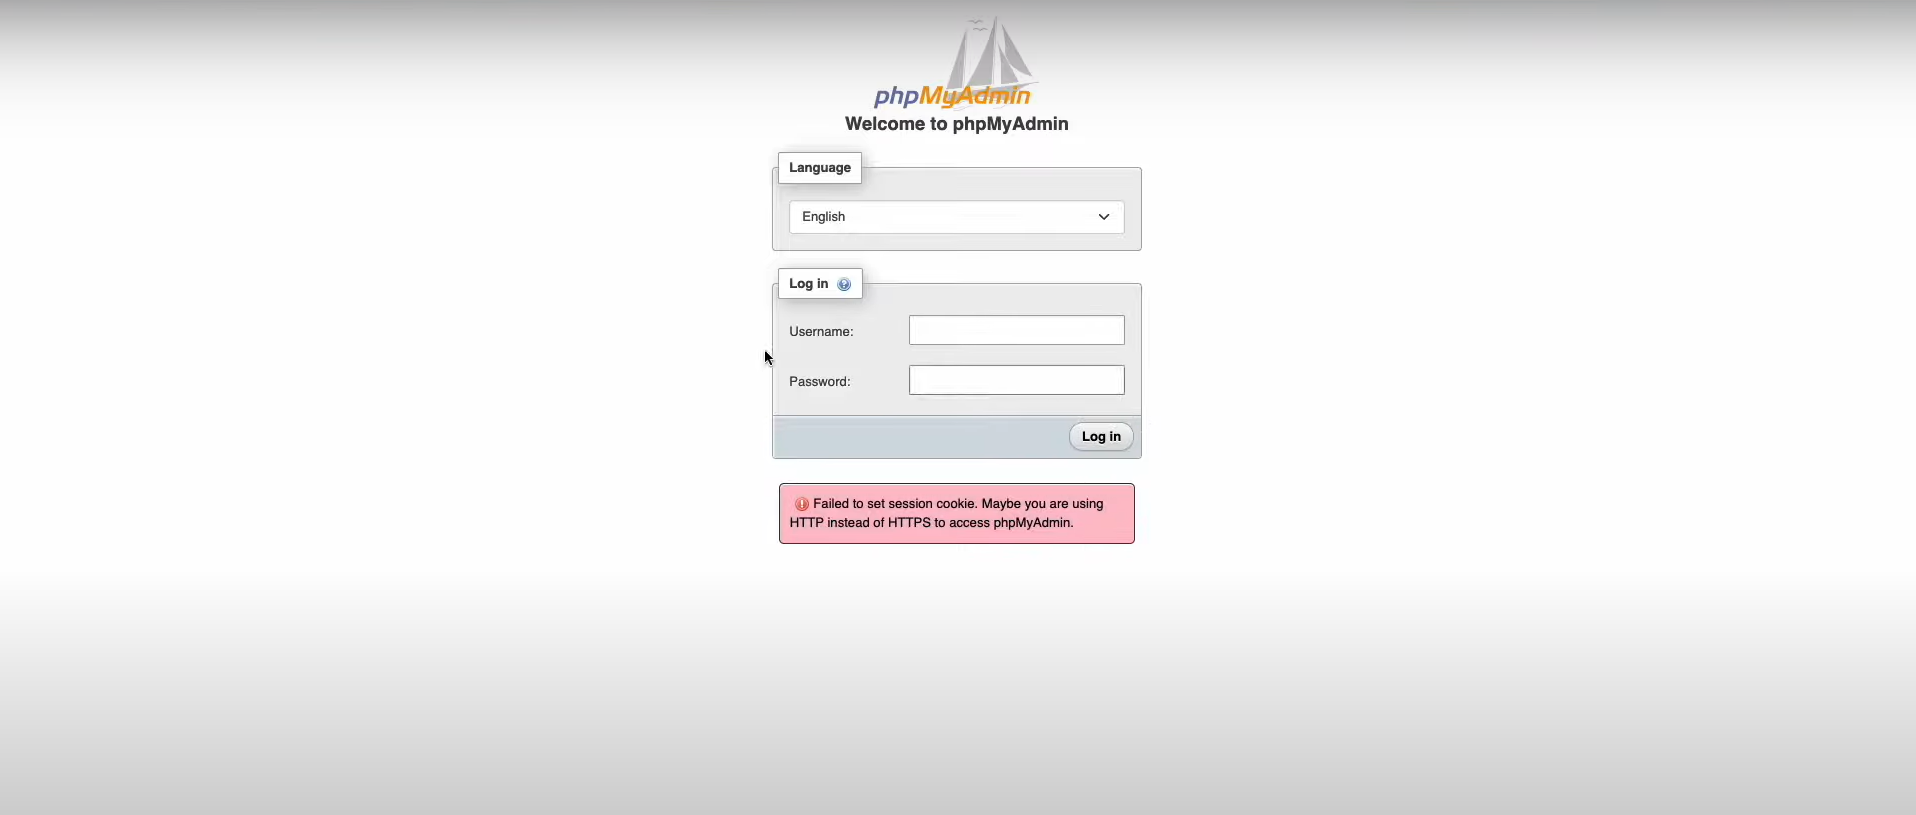 phpMyAdmin
Welcome to phpMyAdmin
Language
English
Log in
Username:
Password:
Log in
Failed to set session cookie. Maybe you are using
HTTP instead of HTTPS to access phpMyAdmin.